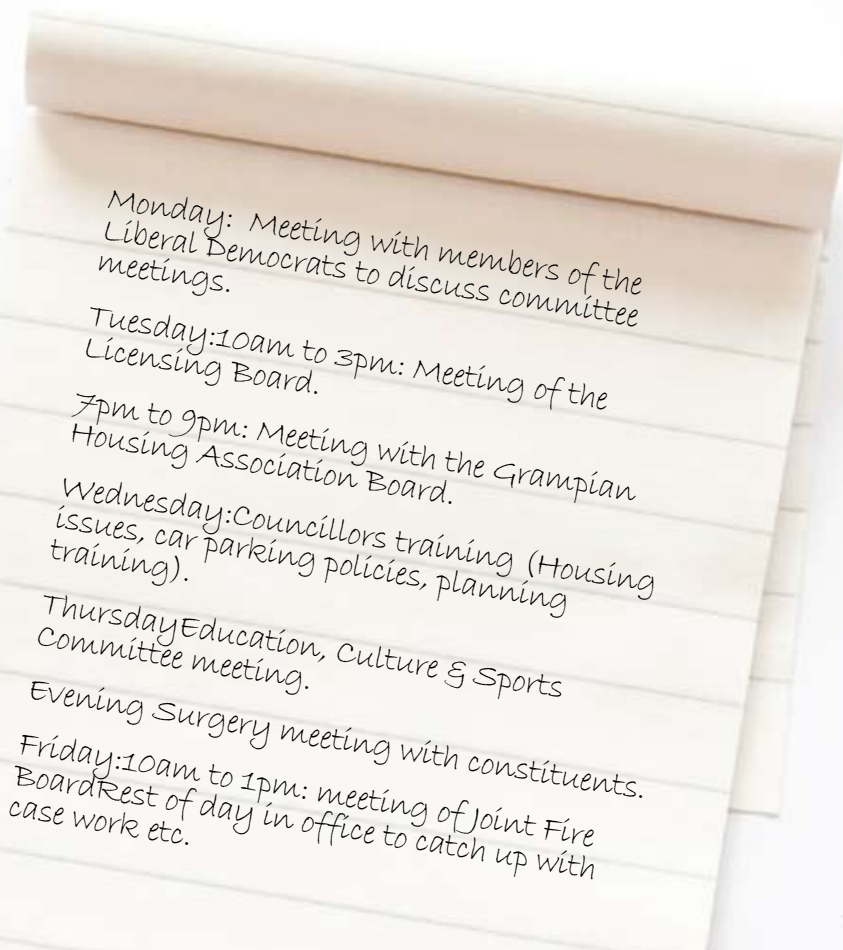 Monday:  Meeting with members of the
Liberal Democrats to discuss committee
meetings.
Tuesday:10am to 3pm: Meeting of the
Licensing Board.
7pm to 9pm: Meeting with the Grampian
Housing Association Board.
Wednesday:Councillors training (Housing
issues, car parking policies, planning
training).
ThursdayEducation, Culture & Sports
Committee meeting.
Evening Surgery meeting with constituents.
Friday:10am to 1pm: meeting of Joint Fire
BoardRest of day in office to catch up with
case work etc.